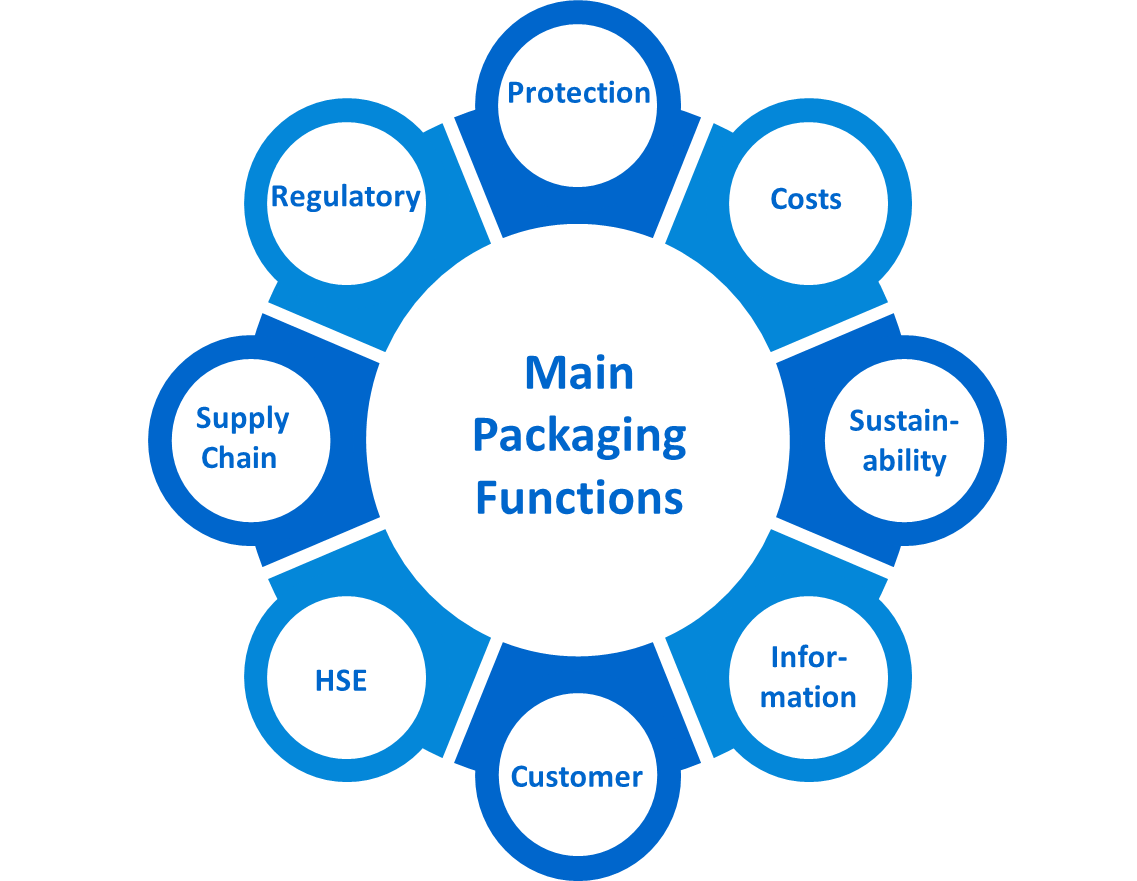 Protection
Regulatory
Costs
Main
Packaging
Functions
Supply
Chain
Sustain-
ability
HSE
Infor-
mation
Customer